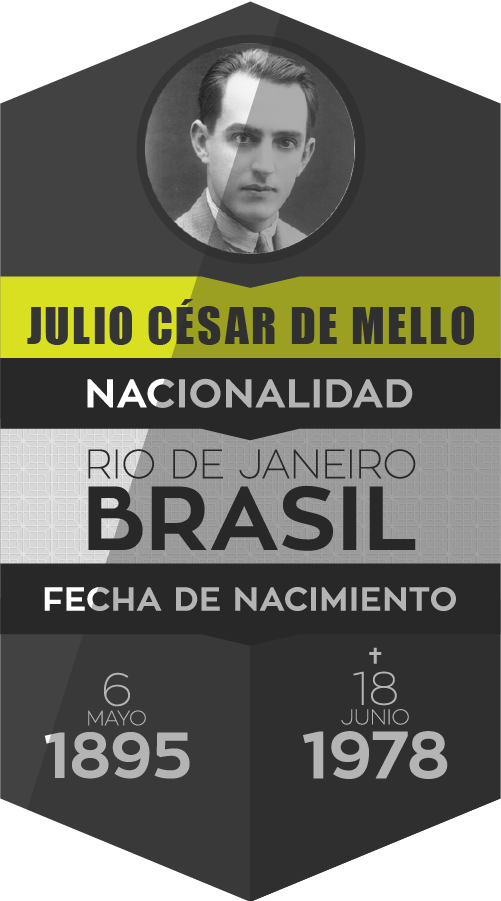 JULIO CÉSAR DE MELLO
NACIONALIDAD
RIO DE JANEIRO
BRASIL
FECHA DE NACIMIENTO
6
MAYO
1895
✝
18
JUNIO
1978